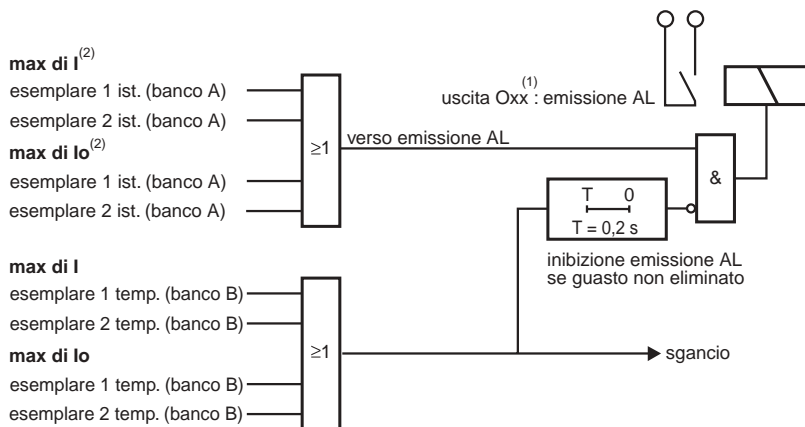 max di I(2)
esemplare 1 ist. (banco A)
esemplare 2 ist. (banco A)
max di Io(2)
esemplare 1 ist. (banco A)
esemplare 2 ist. (banco A)
≥1
verso emissione AL
uscita Oxx(1) : emissione AL
&
T 0
T = 0,2 s
inibizione emissione AL
se guasto non eliminato
max di I
esemplare 1 temp. (banco B)
esemplare 2 temp. (banco B)
max di Io
esemplare 1 temp. (banco B)
esemplare 2 temp. (banco B)
≥1
sgancio